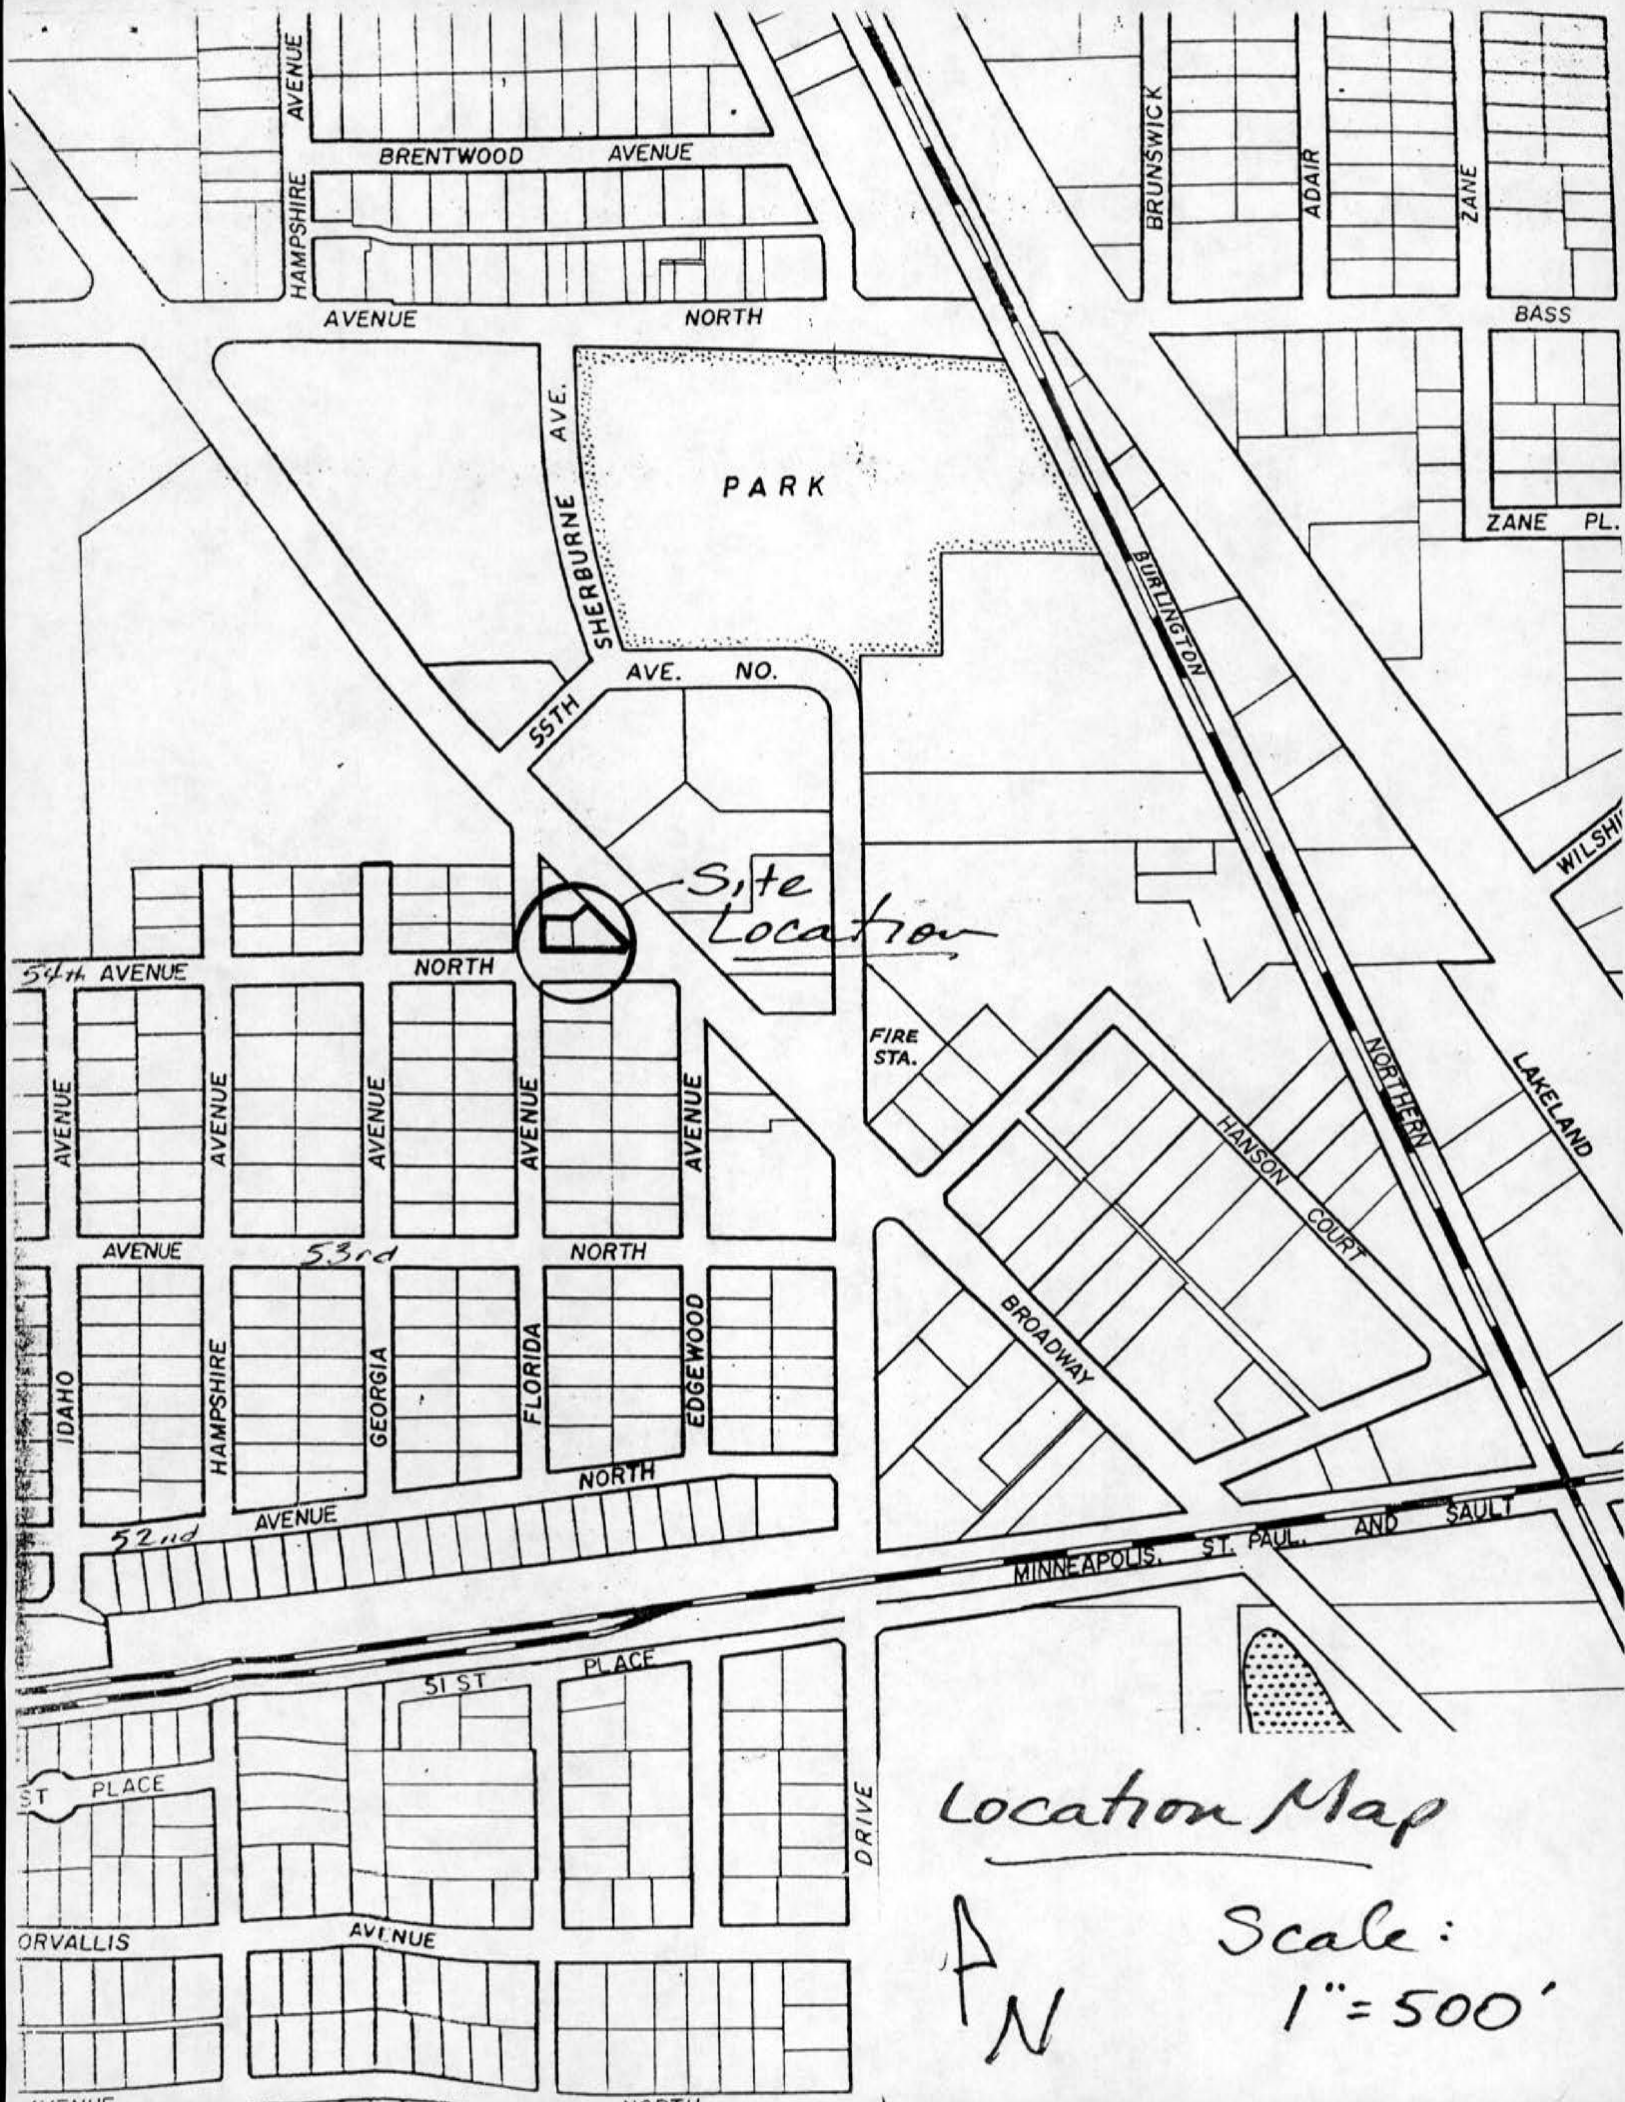 AVENUE
HAMPSHIRE
BRENTWOOD AVENUE
BRUNSWICK
ADAIR
ZANE
AVENUE NORTH
BASS
SHERBURNE AVE.
PARK
ZANE PL.
BURLINGTON
NORTHERN
55TH AVE. NO.
WILSHI
Site
Location
54th AVENUE NORTH
FIRE
STA.
AVENUE
AVENUE
AVENUE
AVENUE
AVENUE
LAKELAND
HANSON COURT
AVENUE 53rd NORTH
BROADWAY
IDAHO
HAMPSHIRE
GEORGIA
FLORIDA
EDGEWOOD
52nd AVENUE NORTH
MINNEAPOLIS, ST. PAUL, AND SAULT
51 ST PLACE
ST PLACE
DRIVE
Location Map
ORVALLIS AVENUE
N
Scale:
1"=500'
AVENUE NORTH